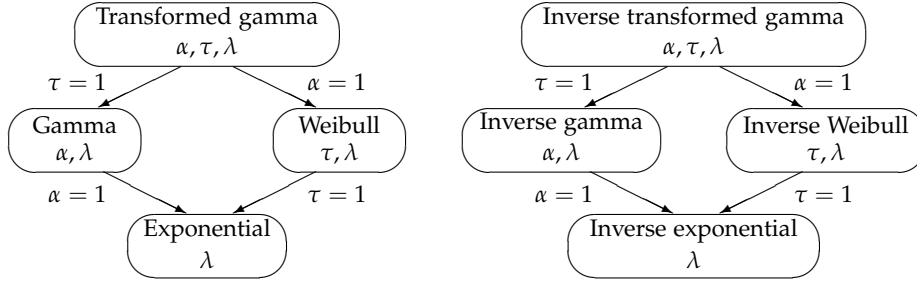 Transformed gamma
α, τ, λ
τ = 1
α = 1
Gamma
α, λ
Weibull
τ, λ
α = 1
τ = 1
Exponential
λ
Inverse transformed gamma
α, τ, λ
τ = 1
α = 1
Inverse gamma
α, λ
Inverse Weibull
τ, λ
α = 1
τ = 1
Inverse exponential
λ